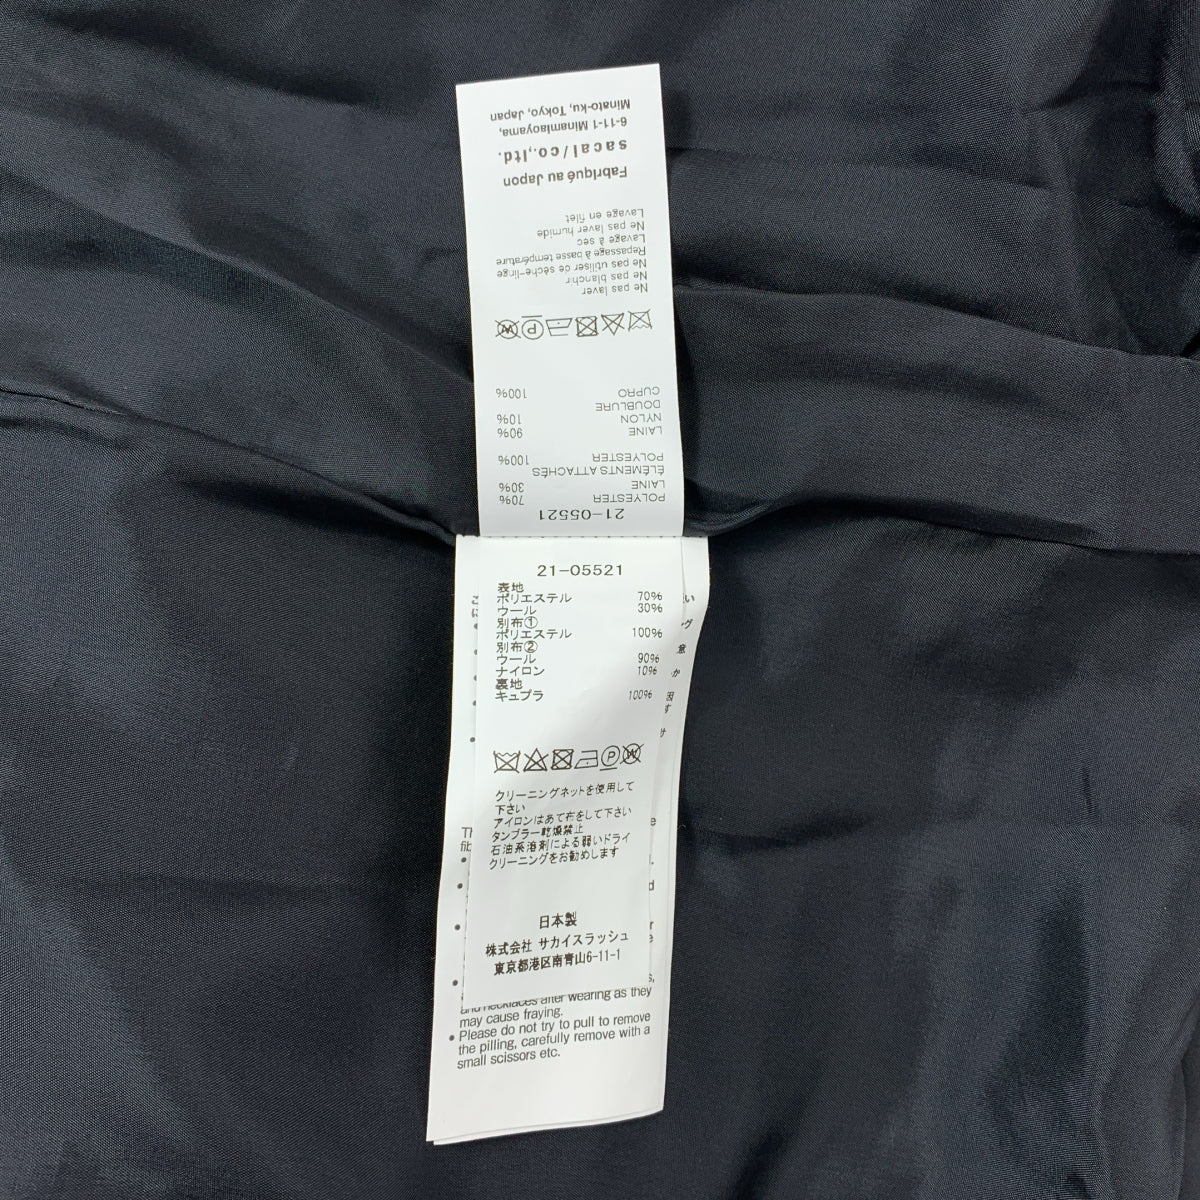 Minato-ku, Tokyo, Japan
6-11-1 Minamiaoyama,
sacai/co.,ltd.
Fabriqué au Japon
Lavage en filet
Ne pas laver humide
Lavage à sec
Repassage à basse température
Ne pas utiliser de sèche-linge
Ne pas blanchir
Ne pas laver
CUPRO 100%
DOUBLURE
NYLON 10%
LAINE 90%
POLYESTER 100%
ÉLÉMENTS ATTACHÉS
LAINE 30%
POLYESTER 70%
21-05521
21-05521
表地
ポリエステル 70%
ウール 30%
別布①
ポリエステル 100%
別布②
ウール 90%
ナイロン 10%
裏地
キュプラ 100%
クリーニングネットを使用して
下さい
アイロンはあて布をして下さい
タンブラー乾燥禁止
石油系溶剤による弱いドライ
クリーニングをお勧めします
日本製
株式会社 サカイスラッシュ
東京都港区南青山6-11-1
and necklaces after wearing as they
may cause fraying.
• Please do not try to pull to remove
the pilling, carefully remove with a
small scissors etc.